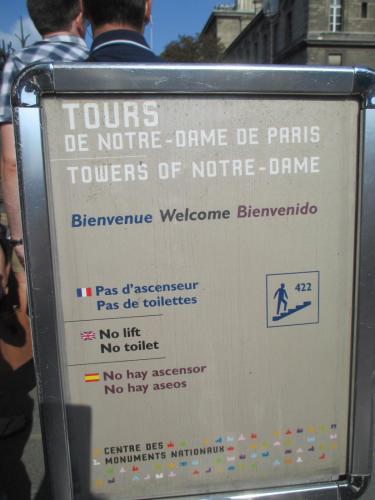 TOURS
DE NOTRE-DAME DE PARIS
TOWERS OF NOTRE-DAME
Bienvenue Welcome Bienvenido
Pas d'ascenseur
Pas de toilettes
422
No lift
No toilet
No hay ascensor
No hay aseos
CENTRE DES
MONUMENTS NATIONAUX